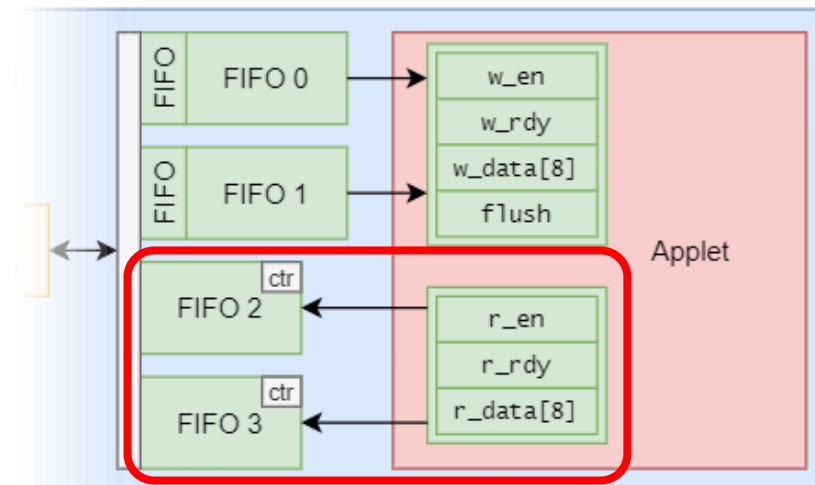 FIFO
FIFO 0
w_en
w_rdy
w_data[8]
flush
FIFO
FIFO 1
Applet
ctr
FIFO 2
r_en
r_rdy
r_data[8]
ctr
FIFO 3